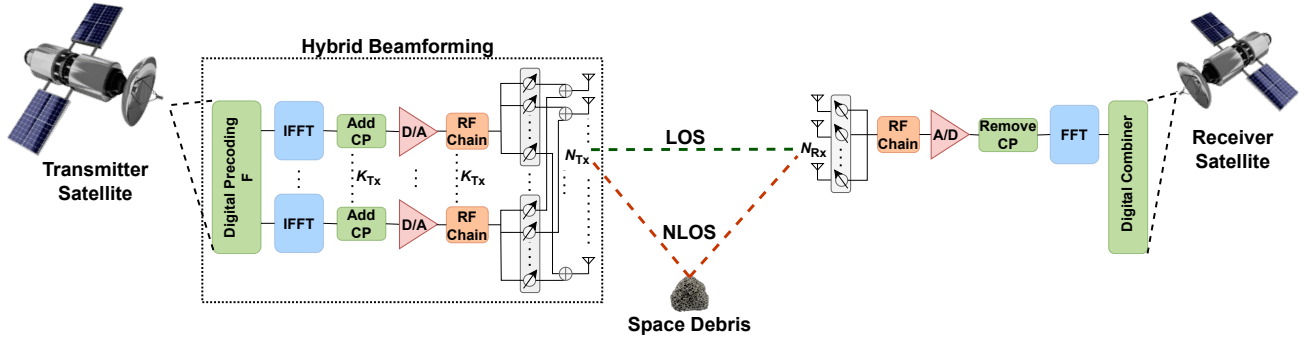 Hybrid Beamforming
Transmitter
Satellite
Digital Precoding
F
IFFT
Add
CP
D/A
RF
Chain
K_Tx
K_Tx
IFFT
Add
CP
D/A
RF
Chain
N_Tx
LOS
NLOS
Space Debris
N_Rx
RF
Chain
A/D
Remove
CP
FFT
Digital Combiner
Receiver
Satellite